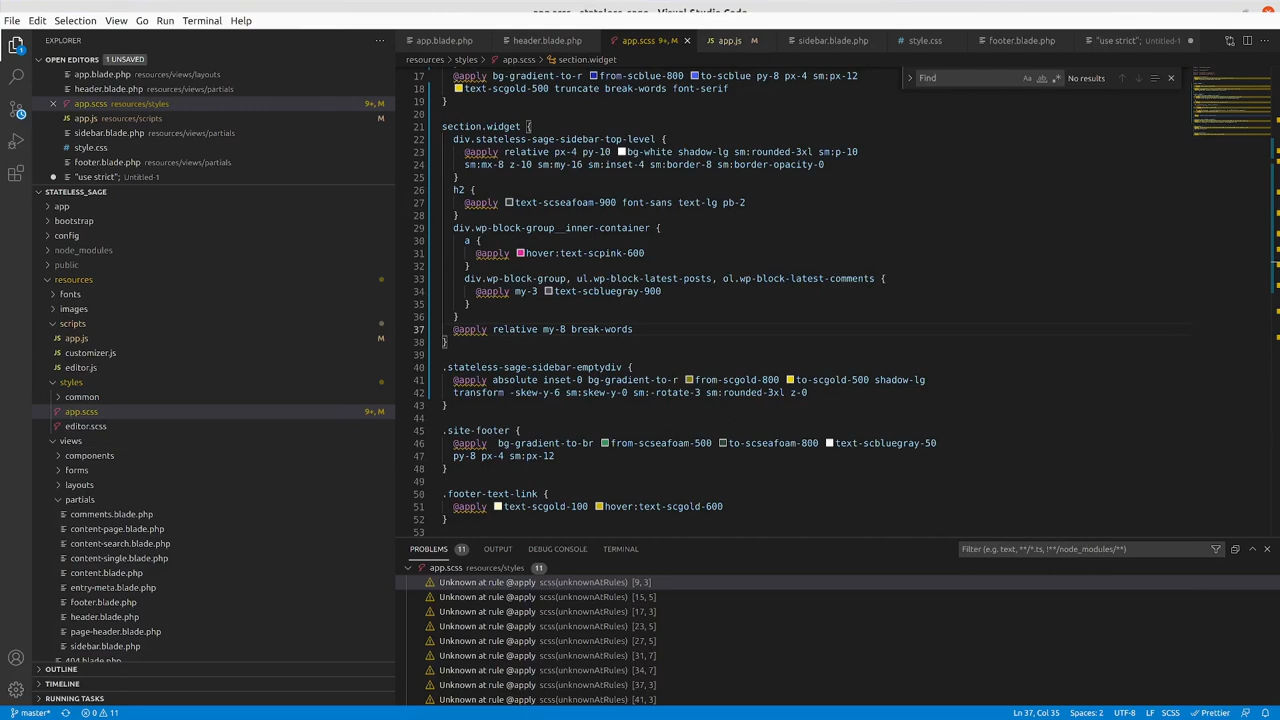 File Edit Selection View Go Run Terminal Help
EXPLORER
OPEN EDITORS 1 UNSAVED
app.blade.php resources/views/layouts
header.blade.php resources/views/partials
app.scss resources/styles 9+, M
app.js resources/scripts M
sidebar.blade.php resources/views/partials
style.css
footer.blade.php resources/views/partials
"use strict"; Untitled-1
STATELESS_SAGE
app
bootstrap
config
node_modules
public
resources
fonts
images
scripts
app.js M
customizer.js
editor.js
styles
common
app.scss 9+, M
editor.scss
views
components
forms
layouts
partials
comments.blade.php
content-page.blade.php
content-search.blade.php
content-single.blade.php
content.blade.php
entry-meta.blade.php
footer.blade.php
header.blade.php
page-header.blade.php
sidebar.blade.php
404.blade.php
OUTLINE
TIMELINE
RUNNING TASKS
app.blade.php header.blade.php app.scss 9+, M app.js M sidebar.blade.php style.css footer.blade.php "use strict"; Untitled-1
resources > styles > app.scss > section.widget
Find Aa ab No results
17 @apply bg-gradient-to-r from-scblue-800 to-scblue py-8 px-4 sm:px-12
18 text-scgold-500 truncate break-words font-serif
19 }
20
21 section.widget {
22 div.stateless-sage-sidebar-top-level {
23 @apply relative px-4 py-10 bg-white shadow-lg sm:rounded-3xl sm:p-10
24 sm:mx-8 z-10 sm:my-16 sm:inset-4 sm:border-8 sm:border-opacity-0
25 }
26 h2 {
27 @apply text-scseafoam-900 font-sans text-lg pb-2
28 }
29 div.wp-block-group__inner-container {
30 a {
31 @apply hover:text-scpink-600
32 }
33 div.wp-block-group, ul.wp-block-latest-posts, ol.wp-block-latest-comments {
34 @apply my-3 text-scbluegray-900
35 }
36 }
37 @apply relative my-8 break-words
38 }
39
40 .stateless-sage-sidebar-emptydiv {
41 @apply absolute inset-0 bg-gradient-to-r from-scgold-800 to-scgold-500 shadow-lg
42 transform -skew-y-6 sm:skew-y-0 sm:-rotate-3 sm:rounded-3xl z-0
43 }
44
45 .site-footer {
46 @apply bg-gradient-to-br from-scseafoam-500 to-scseafoam-800 text-scbluegray-50
47 py-8 px-4 sm:px-12
48 }
49
50 .footer-text-link {
51 @apply text-scgold-100 hover:text-scgold-600
52 }
53
PROBLEMS 11 OUTPUT DEBUG CONSOLE TERMINAL Filter (e.g. text, **/*.ts, !**/node_modules/**)
app.scss resources/styles 11
Unknown at rule @apply scss(unknownAtRules) [9, 3]
Unknown at rule @apply scss(unknownAtRules) [15, 5]
Unknown at rule @apply scss(unknownAtRules) [17, 3]
Unknown at rule @apply scss(unknownAtRules) [23, 5]
Unknown at rule @apply scss(unknownAtRules) [27, 5]
Unknown at rule @apply scss(unknownAtRules) [31, 7]
Unknown at rule @apply scss(unknownAtRules) [34, 7]
Unknown at rule @apply scss(unknownAtRules) [37, 3]
Unknown at rule @apply scss(unknownAtRules) [41, 3]
master* 0 11 Ln 37, Col 35 Spaces: 2 UTF-8 LF SCSS Prettier